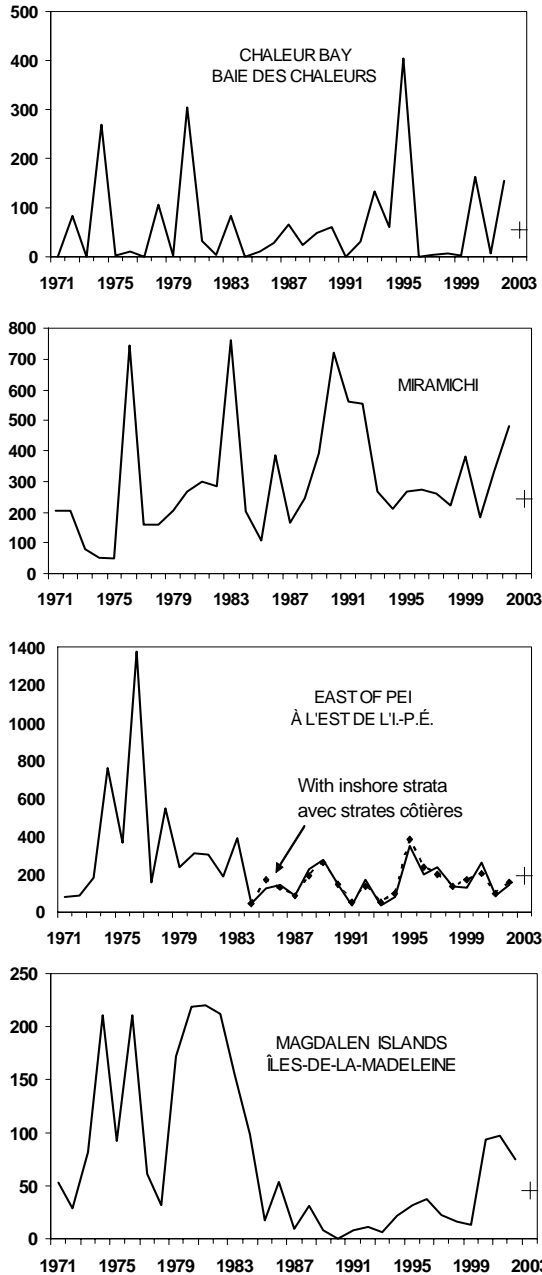 500
CHALEUR BAY
BAIE DES CHALEURS
400
300
200
100
0
1971 1975 1979 1983 1987 1991 1995 1999 2003
800
700
MIRAMICHI
600
500
400
300
200
100
0
1971 1975 1979 1983 1987 1991 1995 1999 2003
1400
1200
EAST OF PEI
À L'EST DE L'I.-P.É.
1000
800
With inshore strata
avec strates côtières
600
400
200
0
1971 1975 1979 1983 1987 1991 1995 1999 2003
250
200
MAGDALEN ISLANDS
ÎLES-DE-LA-MADELEINE
150
100
50
0
1971 1975 1979 1983 1987 1991 1995 1999 2003